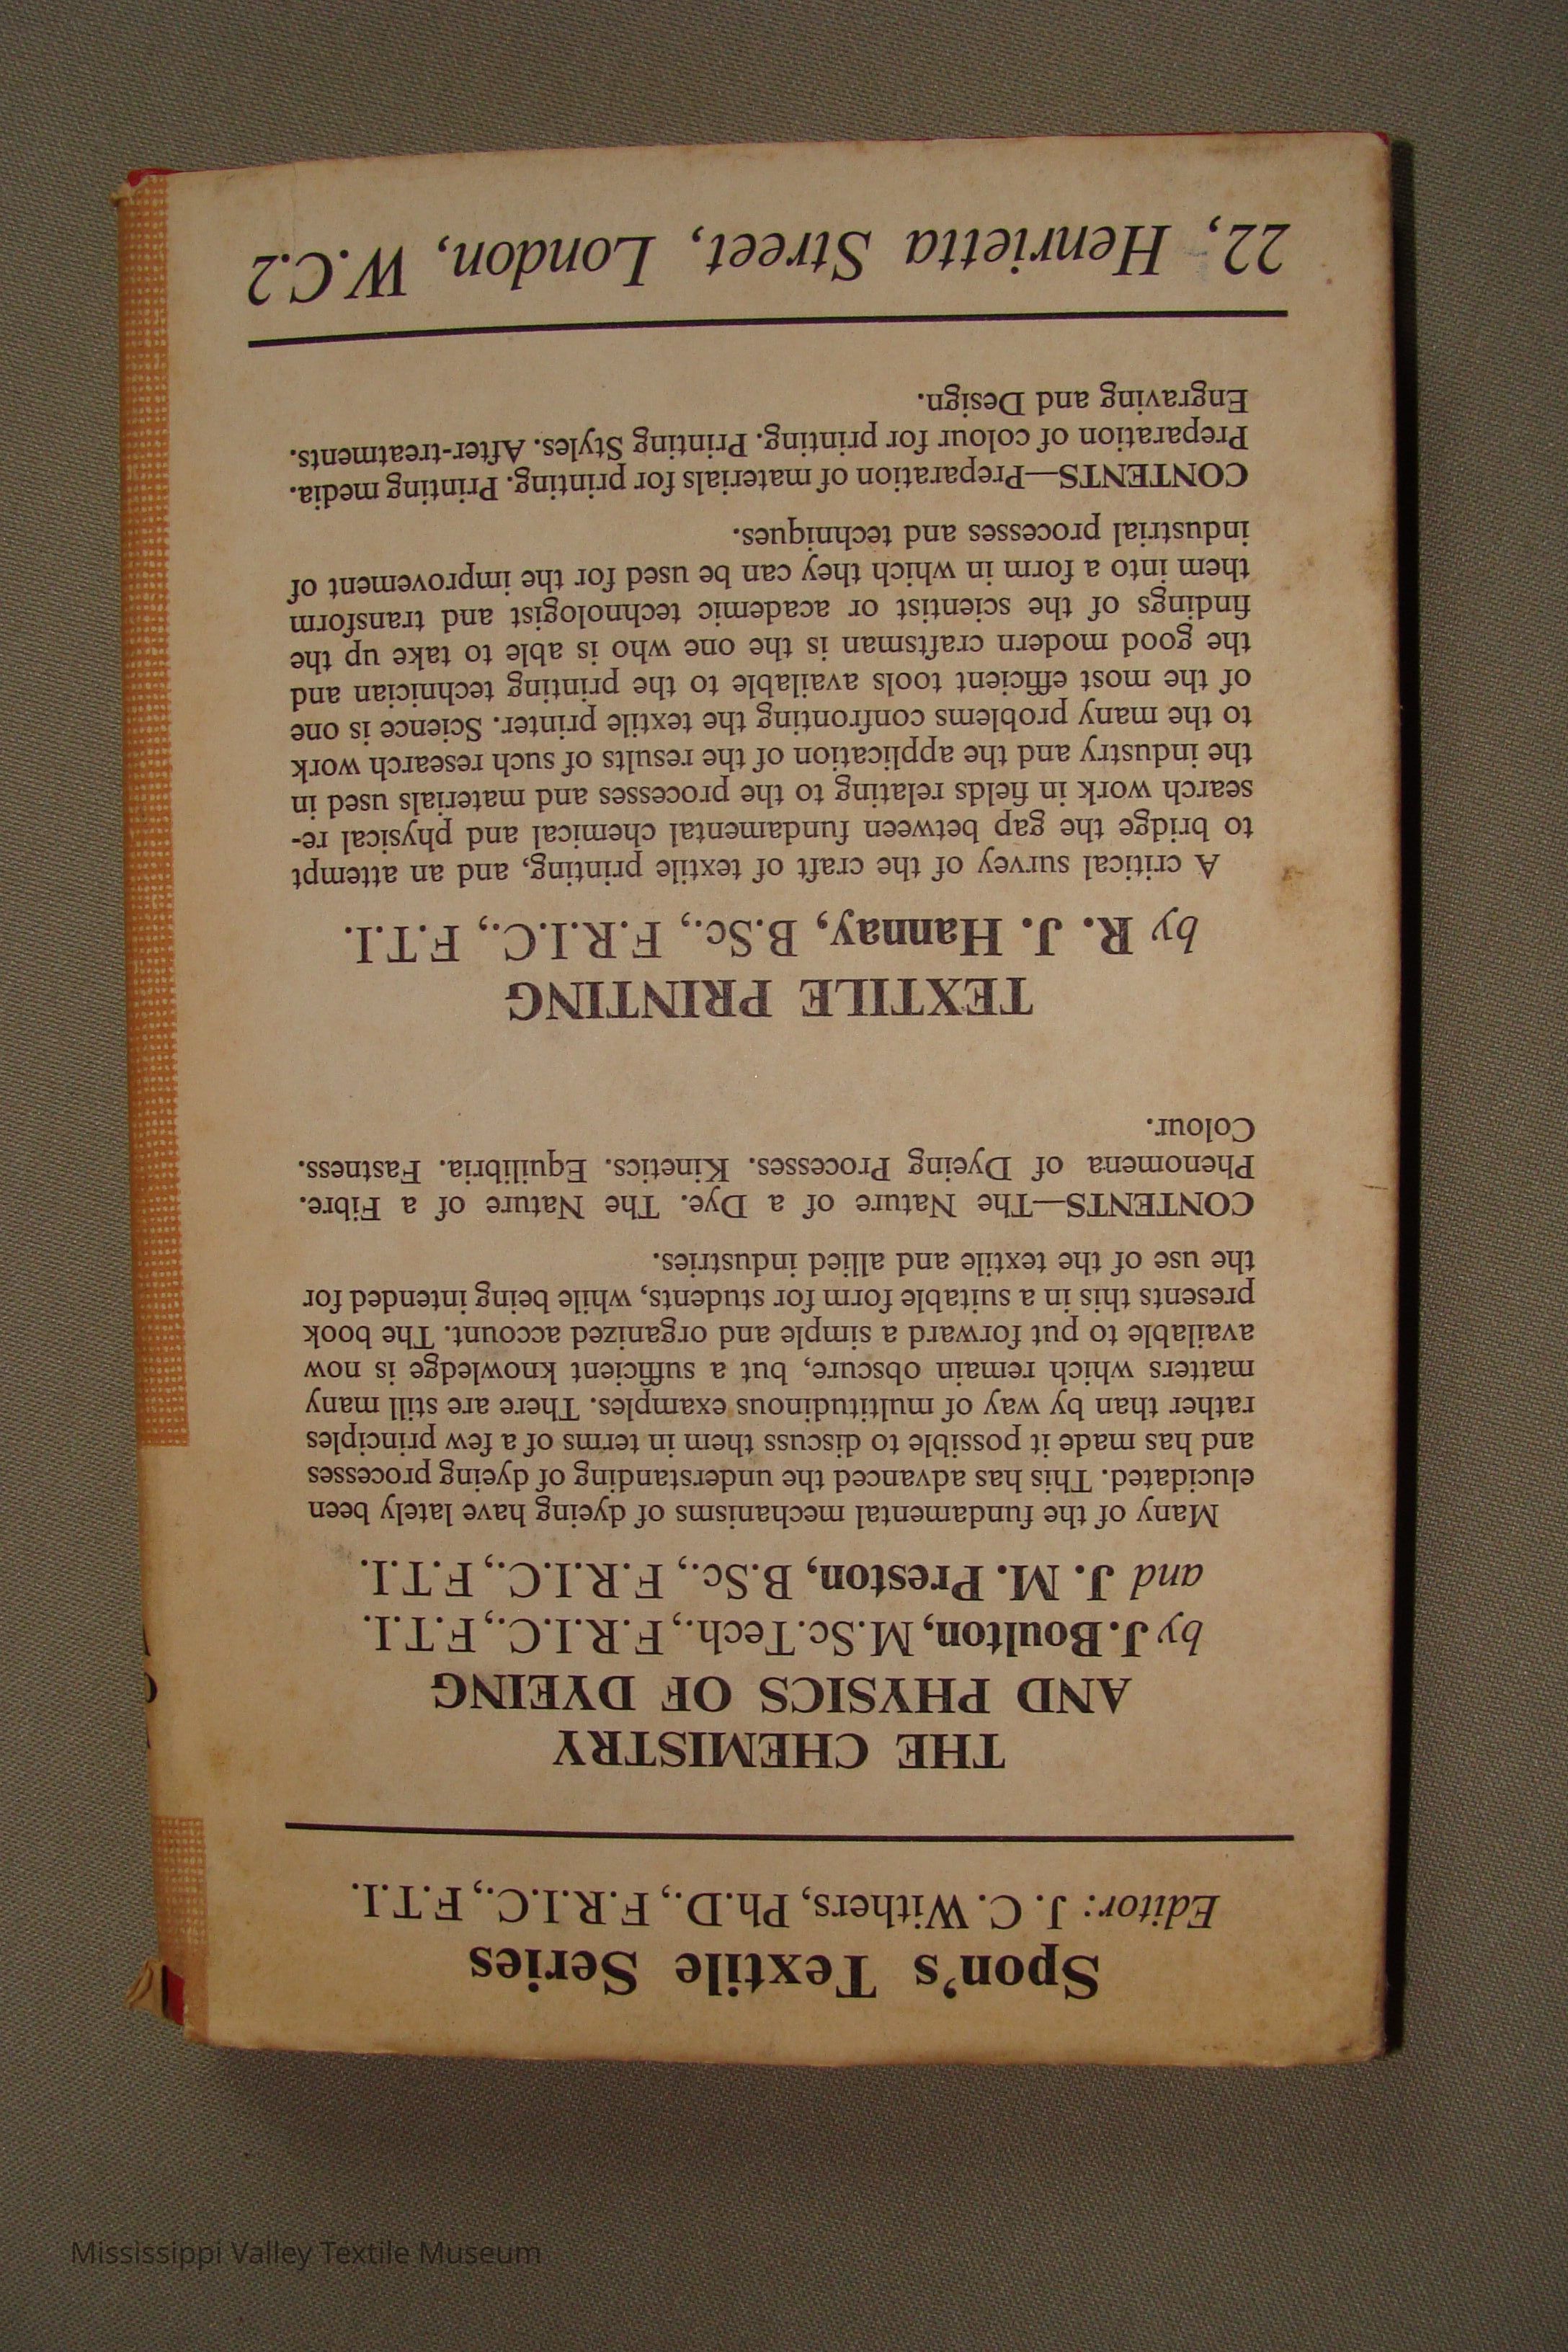 Spon's Textile Series
Editor: J. C. Withers, Ph.D., F.R.I.C., F.T.I.
THE CHEMISTRY
AND PHYSICS OF DYEING
by J. Boulton, M.Sc.Tech., F.R.I.C., F.T.I.
and J. M. Preston, B.Sc., F.R.I.C., F.T.I.
Many of the fundamental mechanisms of dyeing have lately been
elucidated. This has advanced the understanding of dyeing processes
and has made it possible to discuss them in terms of a few principles
rather than by way of multitudinous examples. There are still many
matters which remain obscure, but a sufficient knowledge is now
available to put forward a simple and organized account. The book
presents this in a suitable form for students, while being intended for
the use of the textile and allied industries.
CONTENTS—The Nature of a Dye. The Nature of a Fibre.
Phenomena of Dyeing Processes. Kinetics. Equilibria. Fastness.
Colour.
TEXTILE PRINTING
by R. J. Hannay, B.Sc., F.R.I.C., F.T.I.
A critical survey of the craft of textile printing, and an attempt
to bridge the gap between fundamental chemical and physical re-
search work in fields relating to the processes and materials used in
the industry and the application of the results of such research work
to the many problems confronting the textile printer. Science is one
of the most efficient tools available to the printing technician and
the good modern craftsman is the one who is able to take up the
findings of the scientist or academic technologist and transform
them into a form in which they can be used for the improvement of
industrial processes and techniques.
CONTENTS—Preparation of materials for printing. Printing media.
Preparation of colour for printing. Printing Styles. After-treatments.
Engraving and Design.
22, Henrietta Street, London, W.C.2
Mississippi Valley Textile Museum